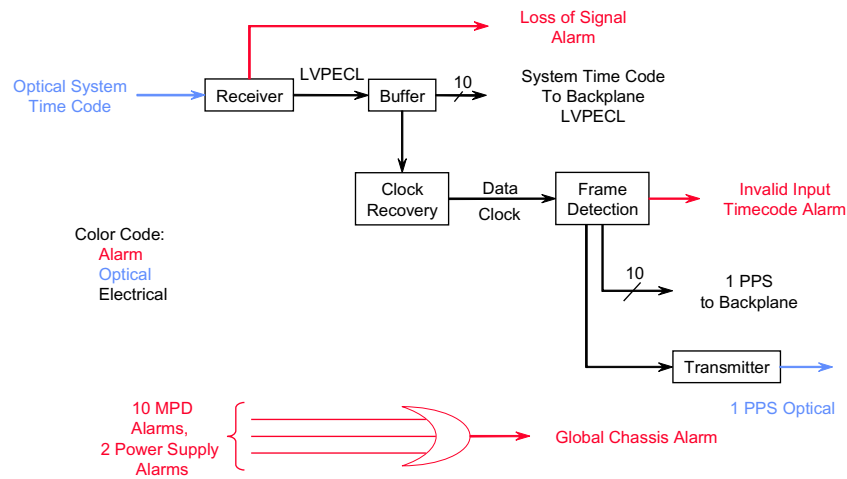 Loss of Signal
Alarm
Optical System
Time Code
Receiver
LVPECL
Buffer
10
System Time Code
To Backplane
LVPECL
Clock
Recovery
Data
Clock
Frame
Detection
Invalid Input
Timecode Alarm
Color Code:
Alarm
Optical
Electrical
10
1 PPS
to Backplane
Transmitter
1 PPS Optical
10 MPD
Alarms,
2 Power Supply
Alarms
Global Chassis Alarm